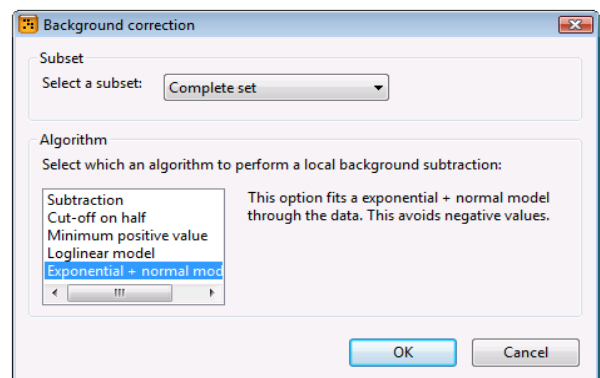 Background correction
Subset
Select a subset: Complete set
Algorithm
Select which an algorithm to perform a local background subtraction:
Subtraction
Cut-off on half
Minimum positive value
Loglinear model
Exponential + normal mod
This option fits a exponential + normal model
through the data. This avoids negative values.
OK Cancel